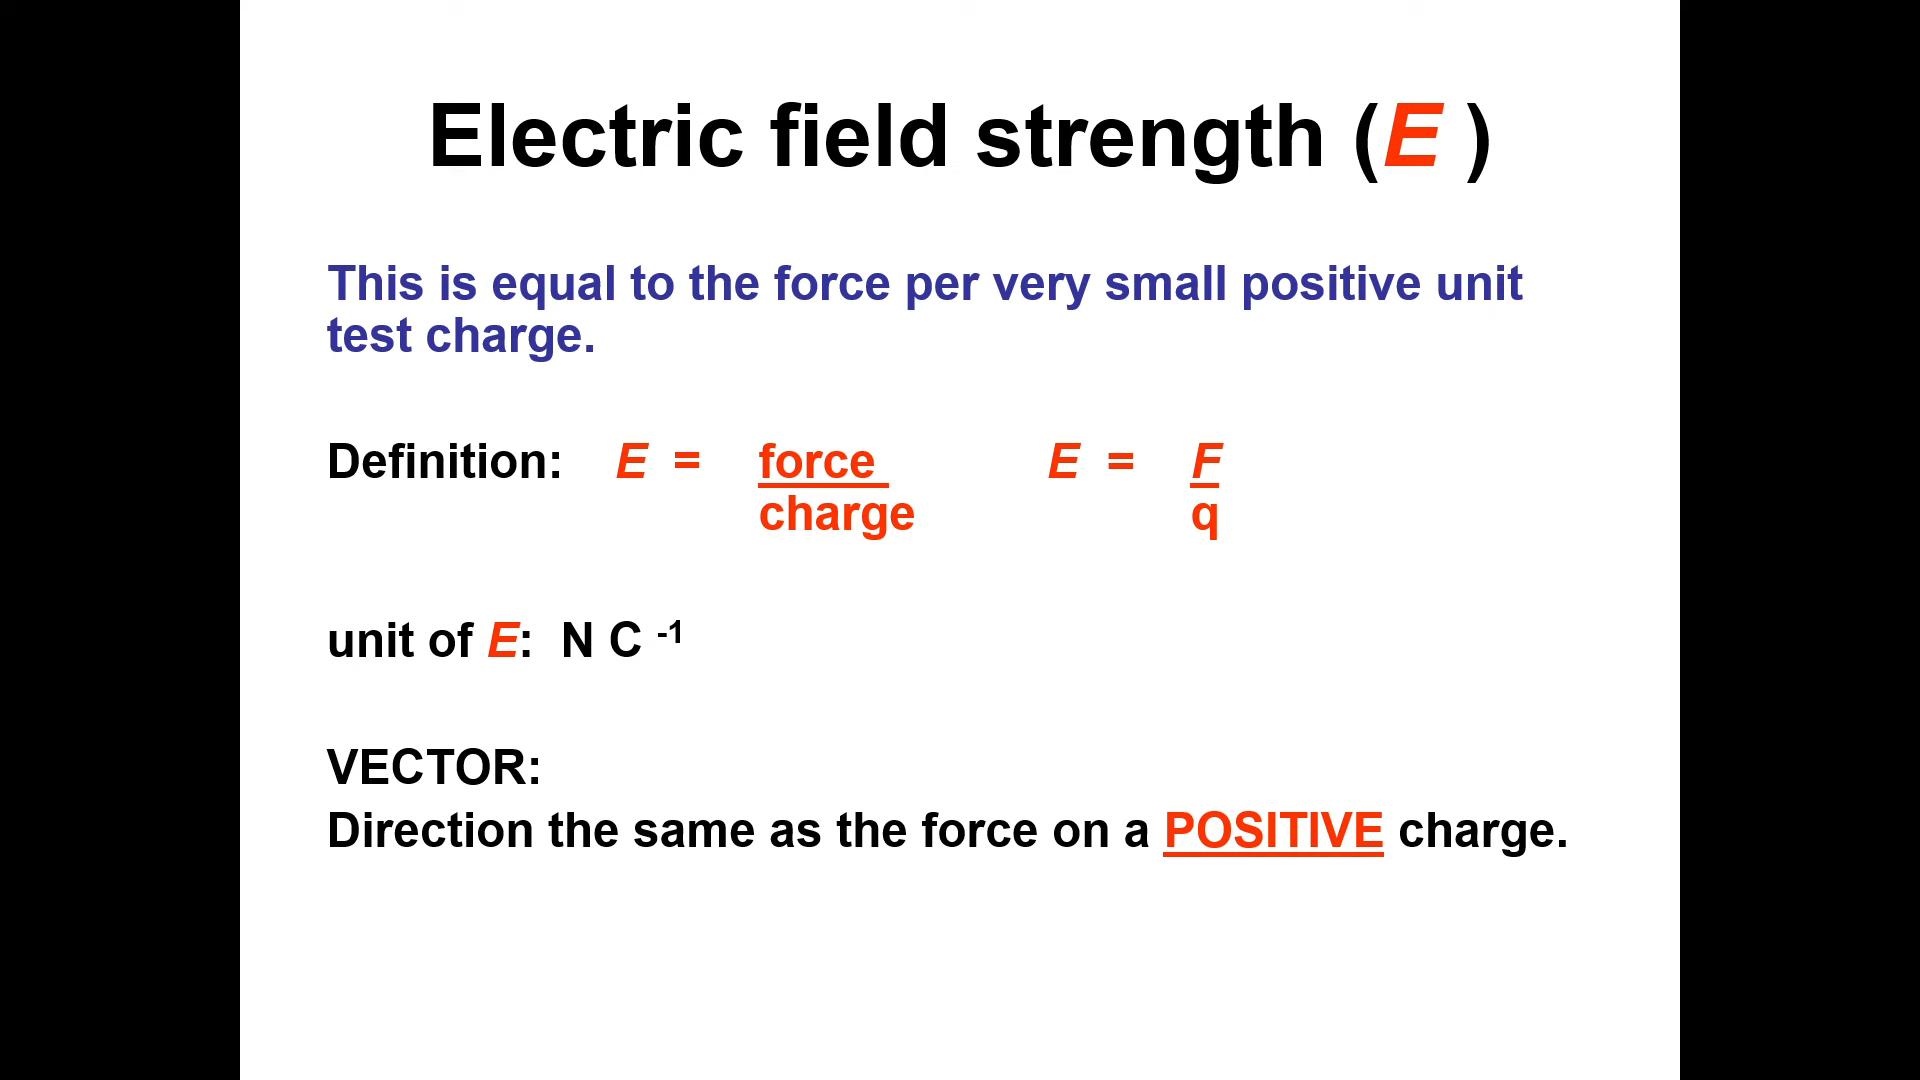 Electric field strength (E )
This is equal to the force per very small positive unit
test charge.
Definition: E = force E = F
charge q
unit of E: N C -1
VECTOR:
Direction the same as the force on a POSITIVE charge.